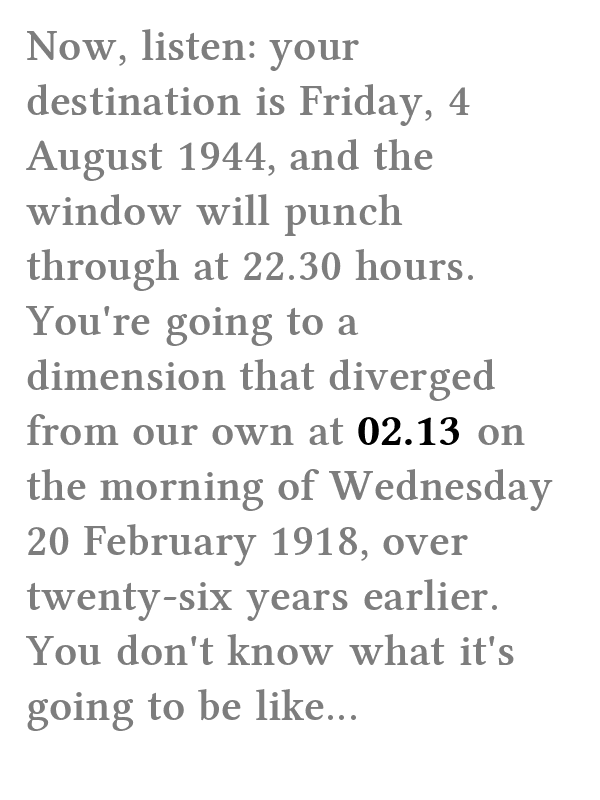 Now, listen: your
destination is Friday, 4
August 1944, and the
window will punch
through at 22.30 hours.
You're going to a
dimension that diverged
from our own at 02.13 on
the morning of Wednesday
20 February 1918, over
twenty-six years earlier.
You don't know what it's
going to be like...